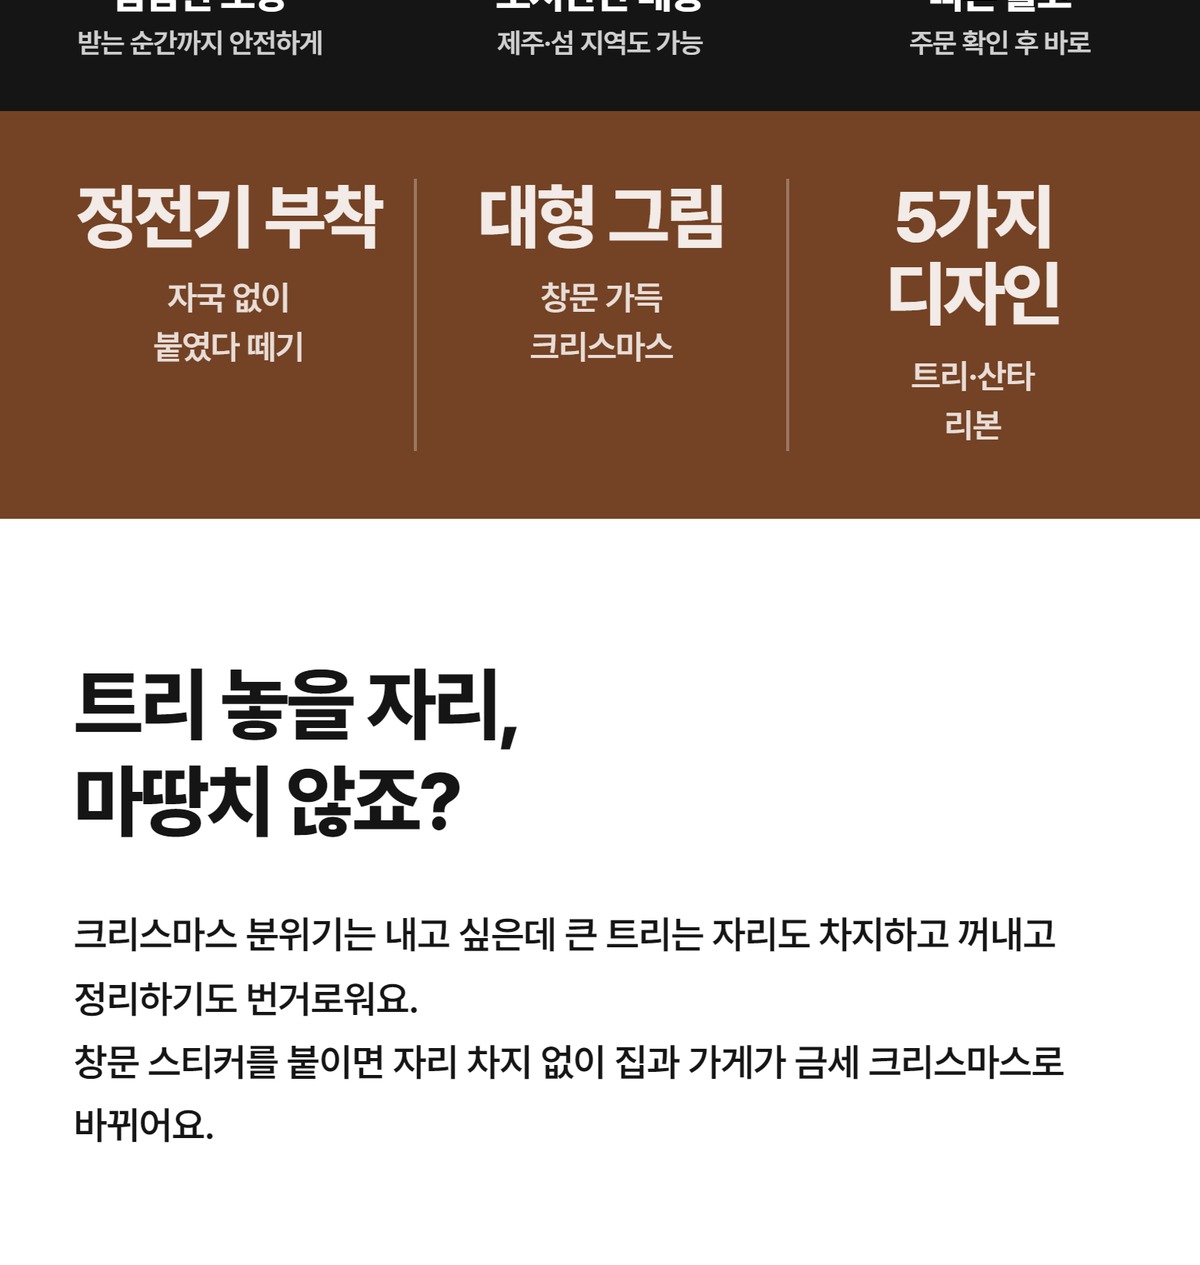 받는 순간까지 안전하게
제주·섬 지역도 가능
주문 확인 후 바로
정전기 부착
자국 없이
붙였다 떼기
대형 그림
창문 가득
크리스마스
5가지
디자인
트리·산타
리본
트리 놓을 자리,
마땅치 않죠?
크리스마스 분위기는 내고 싶은데 큰 트리는 자리도 차지하고 꺼내고
정리하기도 번거로워요.
창문 스티커를 붙이면 자리 차지 없이 집과 가게가 금세 크리스마스로
바뀌어요.